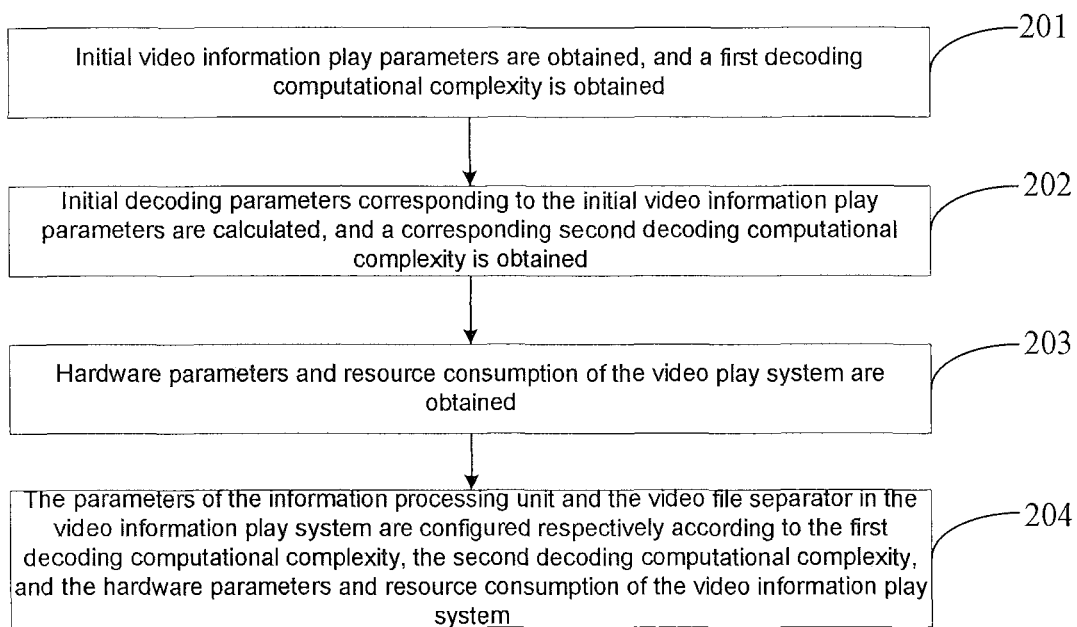 201
Initial video information play parameters are obtained, and a first decoding
computational complexity is obtained
202
Initial decoding parameters corresponding to the initial video information play
parameters are calculated, and a corresponding second decoding computational
complexity is obtained
203
Hardware parameters and resource consumption of the video play system are
obtained
204
The parameters of the information processing unit and the video file separator in the
video information play system are configured respectively according to the first
decoding computational complexity, the second decoding computational complexity,
and the hardware parameters and resource consumption of the video information play
system